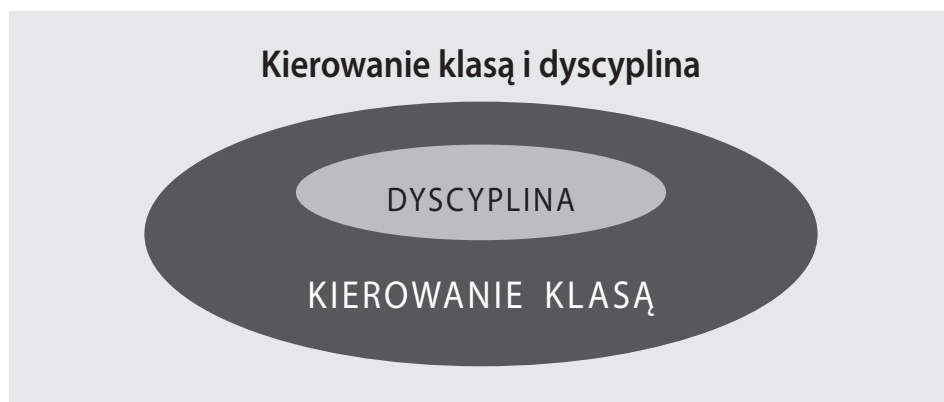 Kierowanie klasą i dyscyplina
DYSCYPLINA
KIEROWANIE KLASĄ